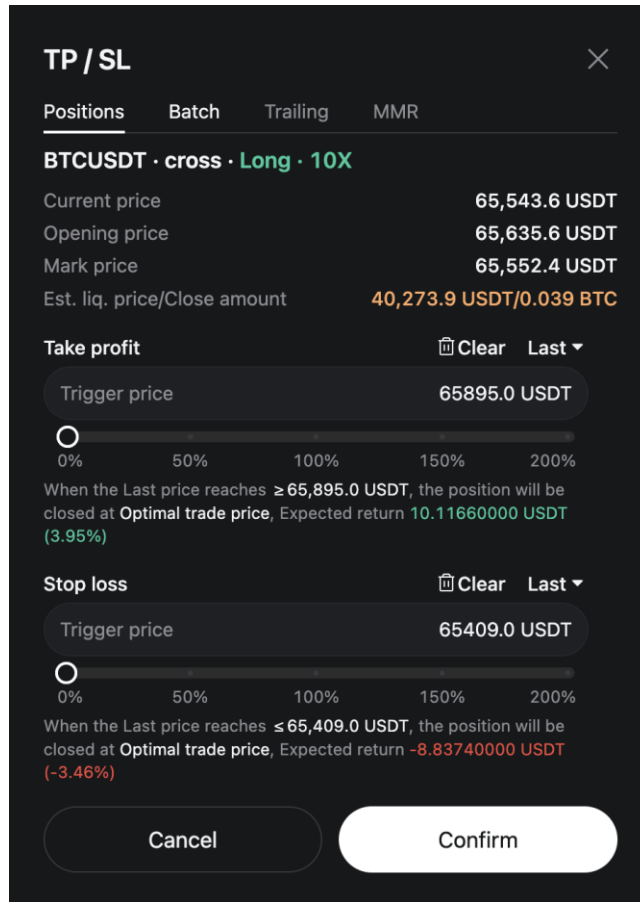 TP / SL
Positions Batch Trailing MMR
BTCUSDT · cross · Long · 10X
Current price 65,543.6 USDT
Opening price 65,635.6 USDT
Mark price 65,552.4 USDT
Est. liq. price/Close amount 40,273.9 USDT/0.039 BTC
Take profit Clear Last
Trigger price 65895.0 USDT
0% 50% 100% 150% 200%
When the Last price reaches ≥ 65,895.0 USDT, the position will be
closed at Optimal trade price, Expected return 10.11660000 USDT
(3.95%)
Stop loss Clear Last
Trigger price 65409.0 USDT
0% 50% 100% 150% 200%
When the Last price reaches ≤ 65,409.0 USDT, the position will be
closed at Optimal trade price, Expected return -8.83740000 USDT
(-3.46%)
Cancel Confirm